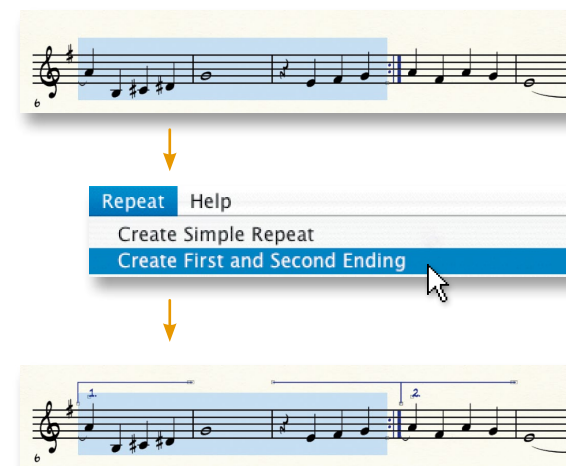 6
Repeat Help
Create Simple Repeat
Create First and Second Ending
1. 2.
6